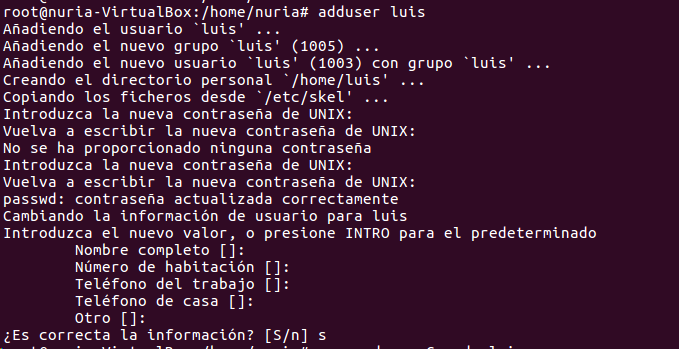 root@nuria-VirtualBox:/home/nuria# adduser luis
Añadiendo el usuario `luis' ...
Añadiendo el nuevo grupo `luis' (1005) ...
Añadiendo el nuevo usuario `luis' (1003) con grupo `luis' ...
Creando el directorio personal `/home/luis' ...
Copiando los ficheros desde `/etc/skel' ...
Introduzca la nueva contraseña de UNIX:
Vuelva a escribir la nueva contraseña de UNIX:
No se ha proporcionado ninguna contraseña
Introduzca la nueva contraseña de UNIX:
Vuelva a escribir la nueva contraseña de UNIX:
passwd: contraseña actualizada correctamente
Cambiando la información de usuario para luis
Introduzca el nuevo valor, o presione INTRO para el predeterminado
Nombre completo []:
Número de habitación []:
Teléfono del trabajo []:
Teléfono de casa []:
Otro []:
¿Es correcta la información? [S/n] s